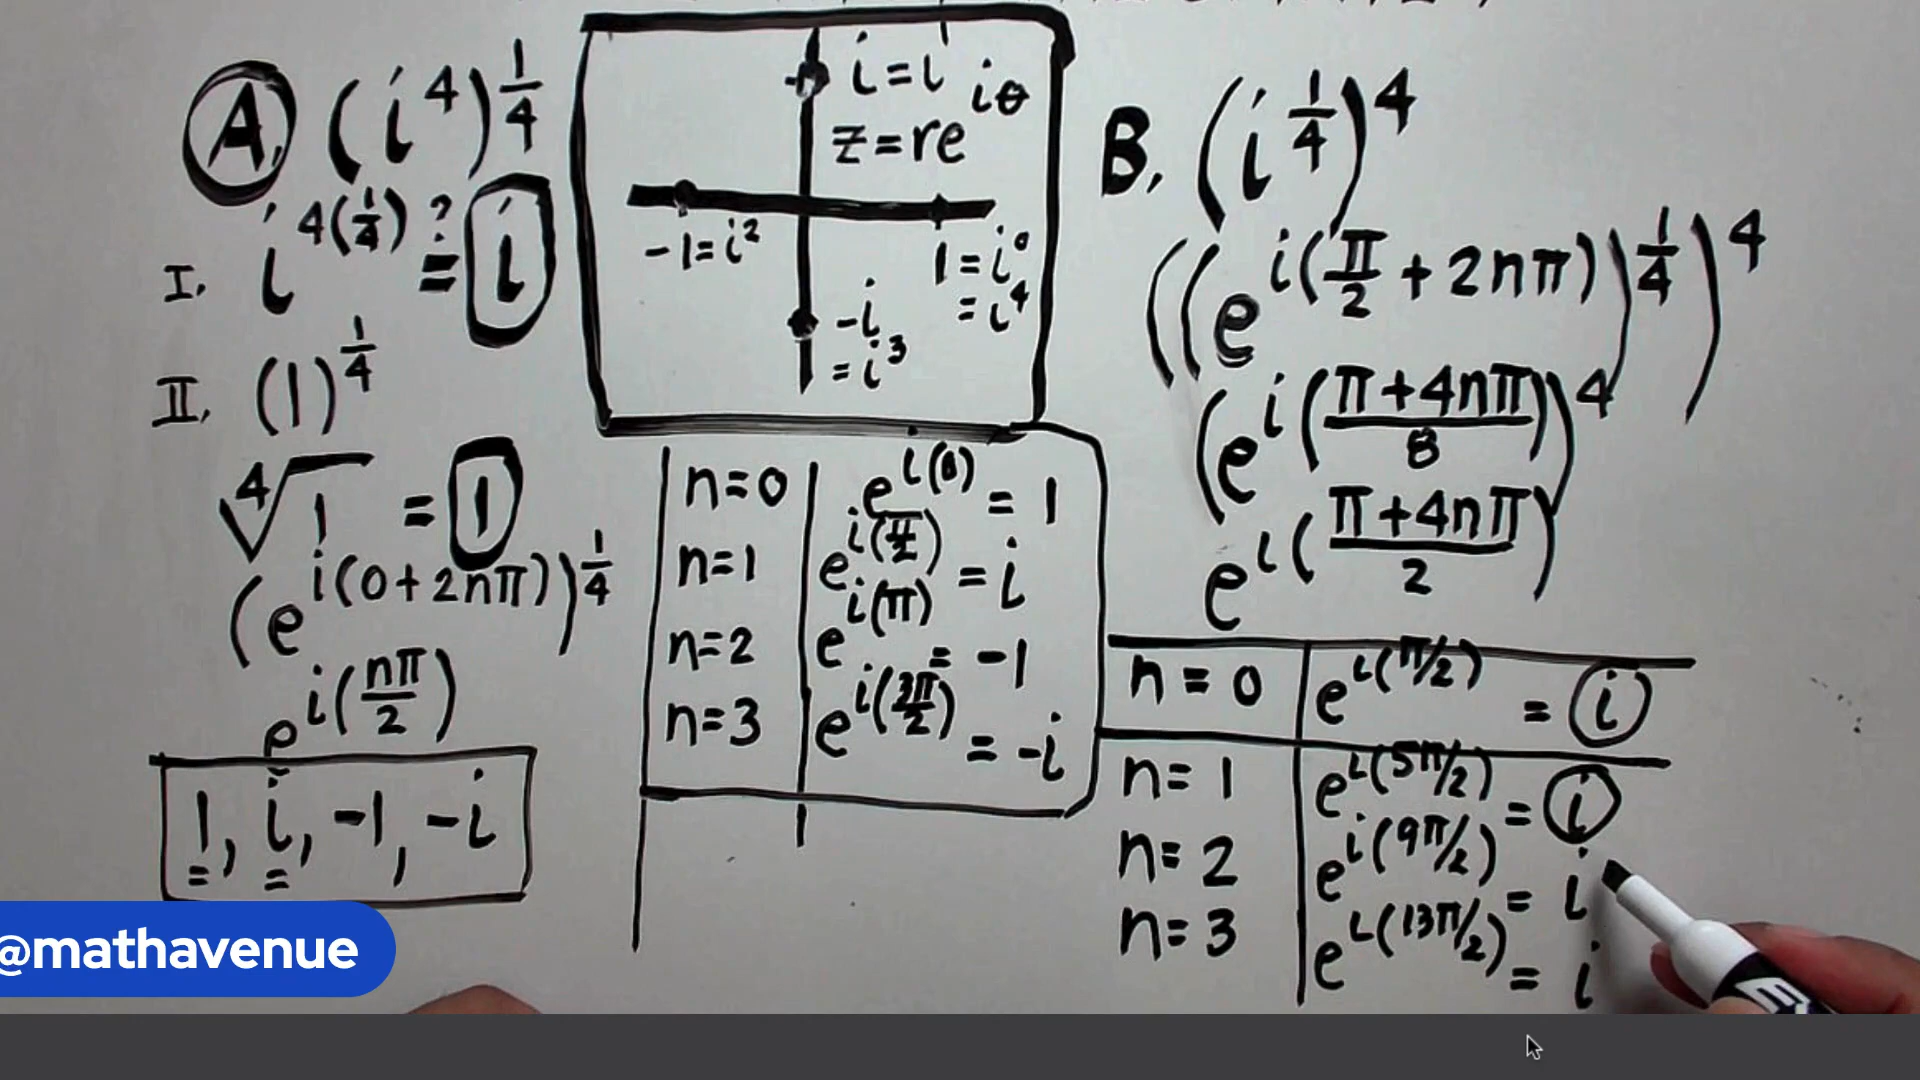 A. (i⁴)^(1/4)
I. i^(4(1/4)) ≟ i
II. (1)^(1/4)
⁴√1 = 1
(e^(i(0+2nπ)))^(1/4)
e^(i(nπ/2))
1, i, -1, -i
@mathavenue
i = i
z = re^(iθ)
-1 = i²
1 = i⁰
= i⁴
-i
= i³
n=0 e^(i(0)) = 1
n=1 e^(i(π/2)) = i
n=2 e^(i(π)) = -1
n=3 e^(i(3π/2)) = -i
B. (i^(1/4))⁴
((e^(i(π/2 + 2nπ)))^(1/4))⁴
(e^(i((π+4nπ)/8)))⁴
e^(i((π+4nπ)/2))
n = 0 e^(i(π/2)) = i
n = 1 e^(i(5π/2)) = i
n = 2 e^(i(9π/2)) = i
n = 3 e^(i(13π/2)) = i